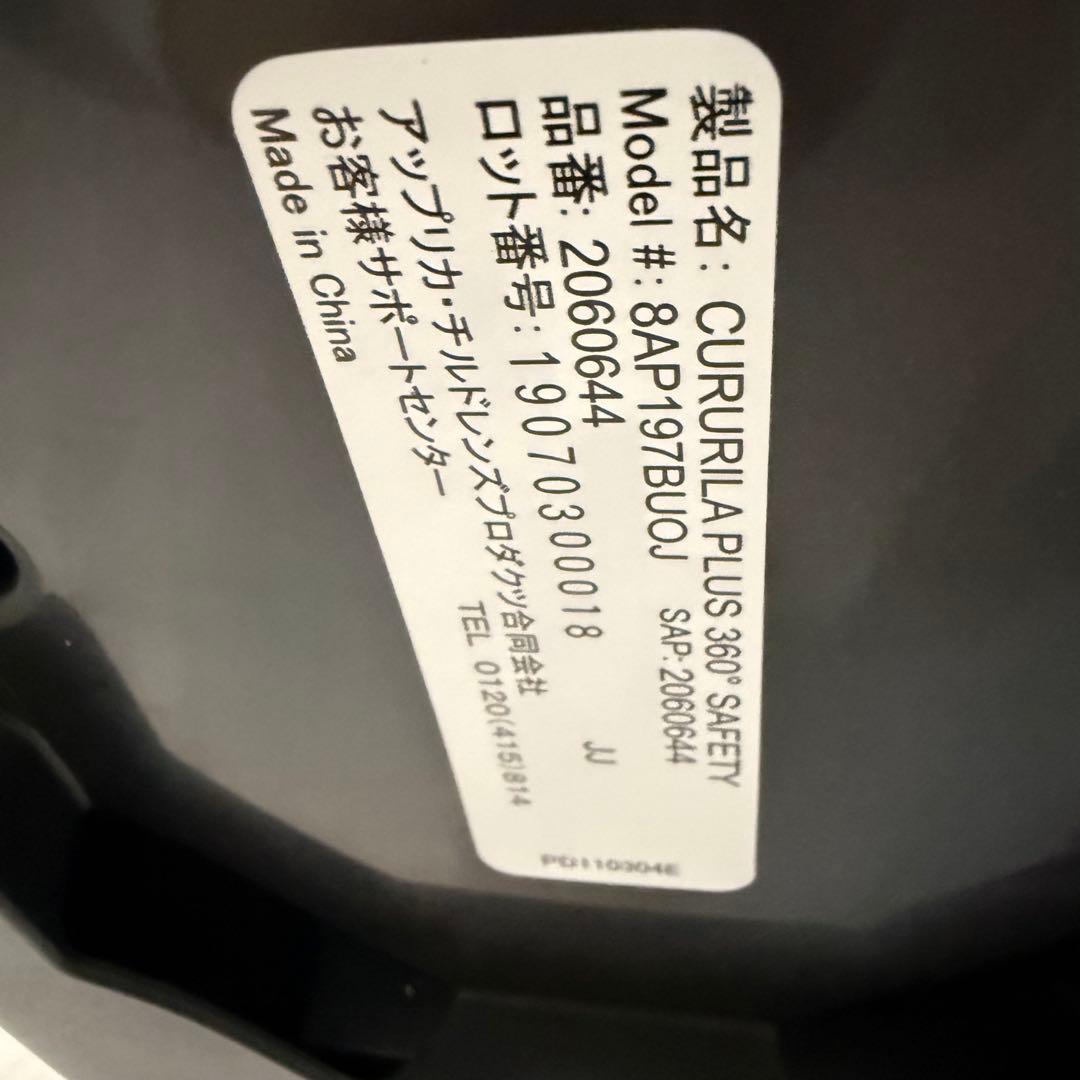 製品名: CURURILA PLUS 360° SAFETY
Model #: 8AP197BUOJ SAP:2060644
品番: 2060644
ロット番号: 19070300018 JJ
アップリカ・チルドレンズプロダクツ合同会社
お客様サポートセンター TEL 0120(415)814
Made in China
PD110304E